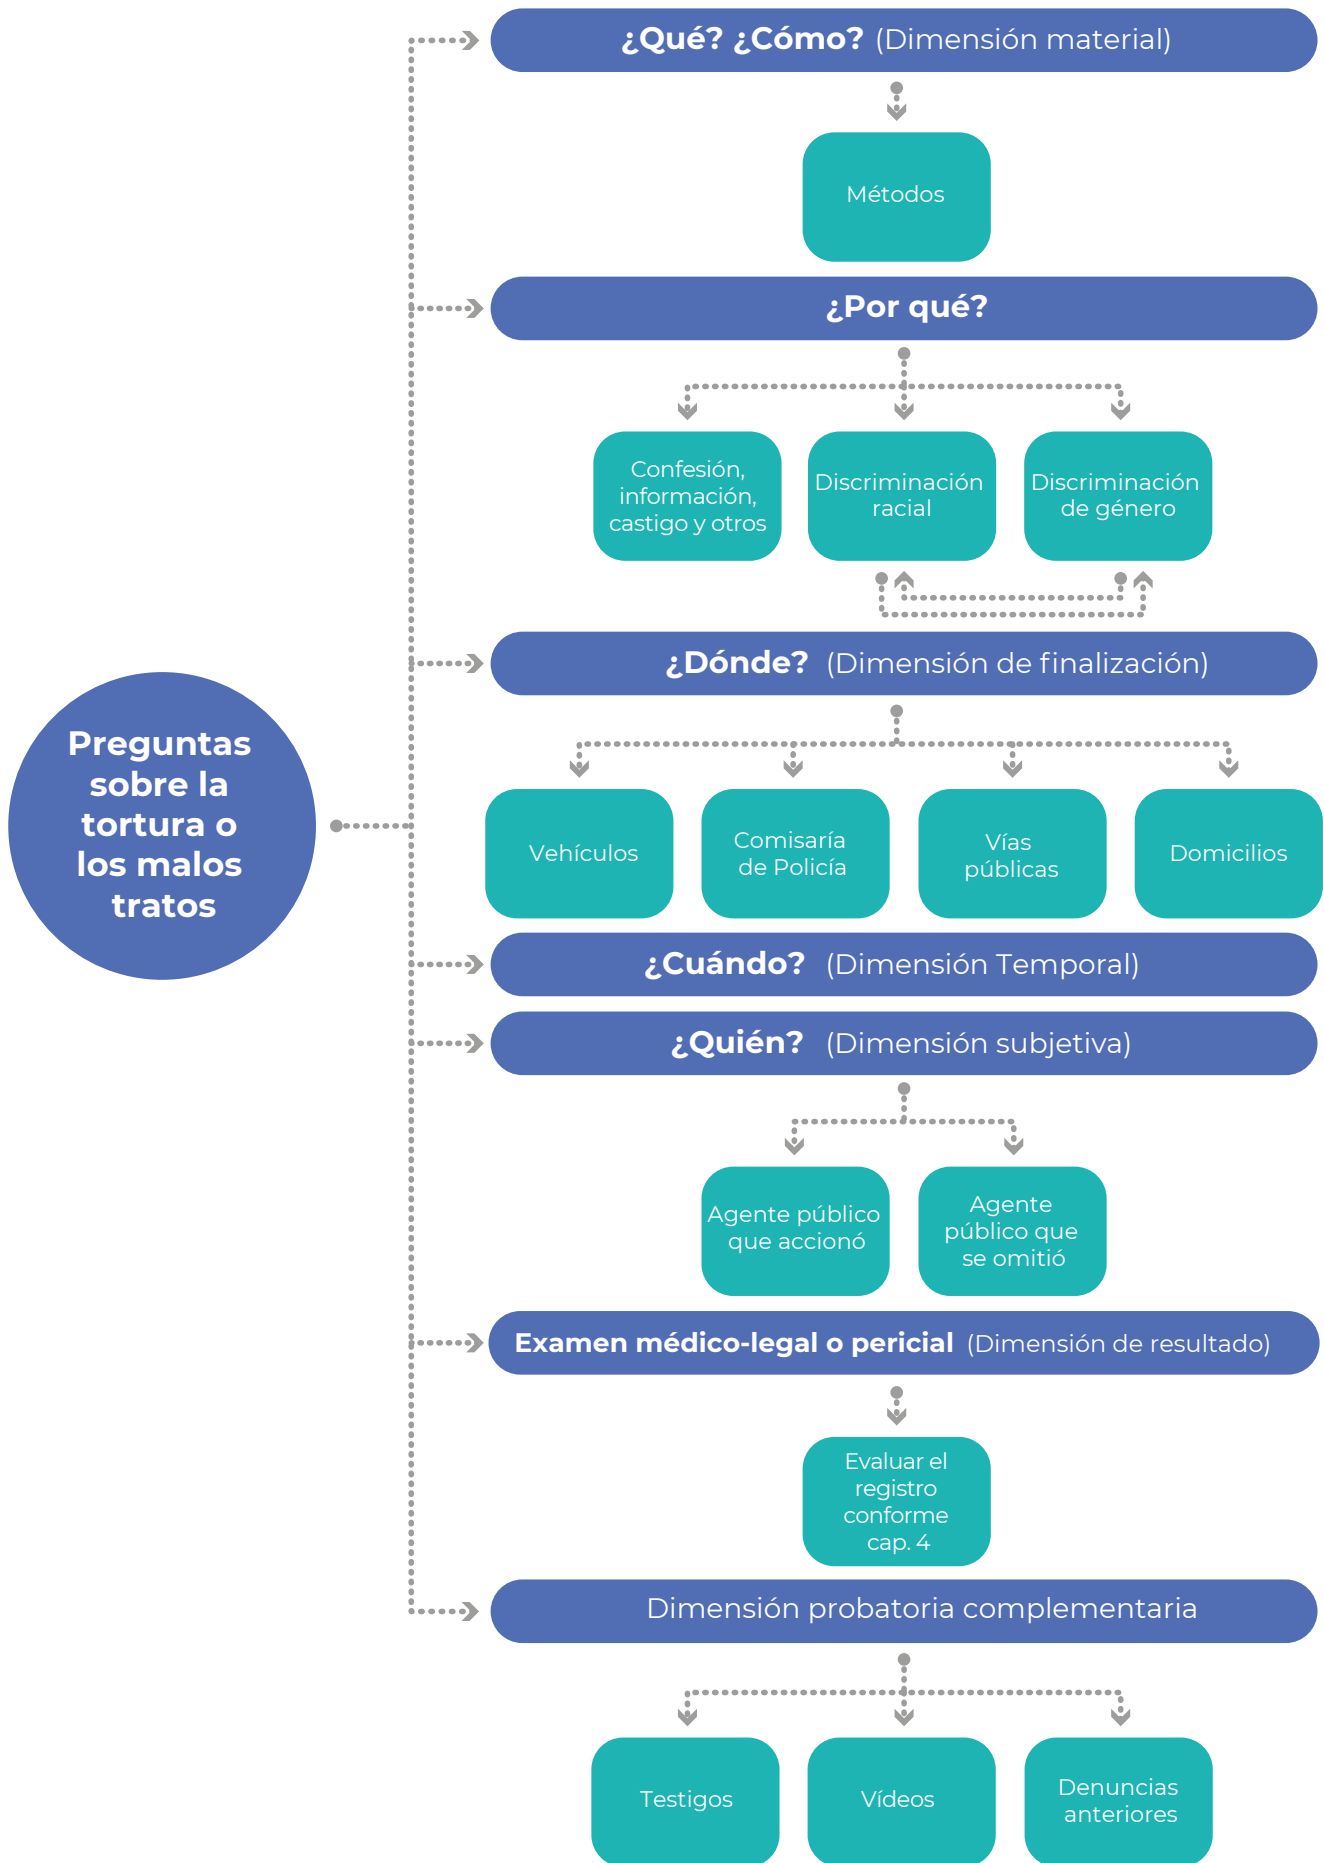 ¿Qué? ¿Cómo? (Dimensión material)
Métodos
¿Por qué?
Confesión,
información,
castigo y otros
Discriminación
racial
Discriminación
de género
¿Dónde? (Dimensión de finalización)
Preguntas
sobre la
tortura o
los malos
tratos
Vehículos
Comisaría
de Policía
Vías
públicas
Domicilios
¿Cuándo? (Dimensión Temporal)
¿Quién? (Dimensión subjetiva)
Agente público
que accionó
Agente
público que
se omitió
Examen médico-legal o pericial (Dimensión de resultado)
Evaluar el
registro
conforme
cap. 4
Dimensión probatoria complementaria
Testigos
Vídeos
Denuncias
anteriores